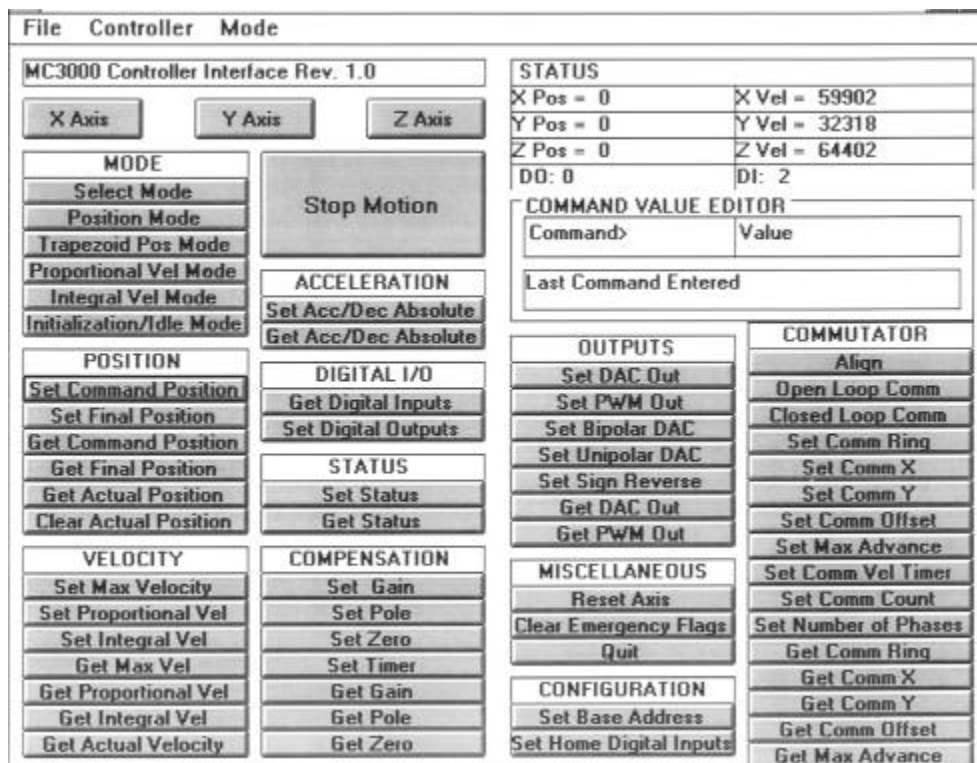 File Controller Mode
MC3000 Controller Interface Rev. 1.0
X Axis
Y Axis
Z Axis
MODE
Select Mode
Position Mode
Trapezoid Pos Mode
Proportional Vel Mode
Integral Vel Mode
Initialization/Idle Mode
POSITION
Set Command Position
Set Final Position
Get Command Position
Get Final Position
Get Actual Position
Clear Actual Position
VELOCITY
Set Max Velocity
Set Proportional Vel
Set Integral Vel
Get Max Vel
Get Proportional Vel
Get Integral Vel
Get Actual Velocity
Stop Motion
ACCELERATION
Set Acc/Dec Absolute
Get Acc/Dec Absolute
DIGITAL I/O
Get Digital Inputs
Set Digital Outputs
STATUS
Set Status
Get Status
COMPENSATION
Set Gain
Set Pole
Set Zero
Set Timer
Get Gain
Get Pole
Get Zero
STATUS
X Pos = 0
X Vel = 59902
Y Pos = 0
Y Vel = 32318
Z Pos = 0
Z Vel = 64402
DO: 0
DI: 2
COMMAND VALUE EDITOR
Command>
Value
Last Command Entered
OUTPUTS
Set DAC Out
Set PWM Out
Set Bipolar DAC
Set Unipolar DAC
Set Sign Reverse
Get DAC Out
Get PWM Out
MISCELLANEOUS
Reset Axis
Clear Emergency Flags
Quit
CONFIGURATION
Set Base Address
Set Home Digital Inputs
COMMUTATOR
Align
Open Loop Comm
Closed Loop Comm
Set Comm Ring
Set Comm X
Set Comm Y
Set Comm Offset
Set Max Advance
Set Comm Vel Timer
Set Comm Count
Set Number of Phases
Get Comm Ring
Get Comm X
Get Comm Y
Get Comm Offset
Get Max Advance